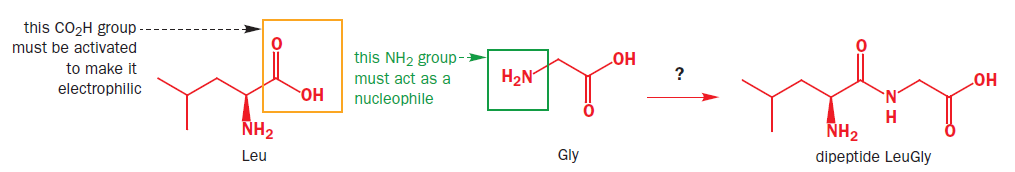 this CO₂H group
must be activated
to make it
electrophilic
O
OH
NH₂
Leu
this NH₂ group
must act as a
nucleophile
H₂N
OH
O
Gly
?
O
OH
N
H
NH₂
O
dipeptide LeuGly